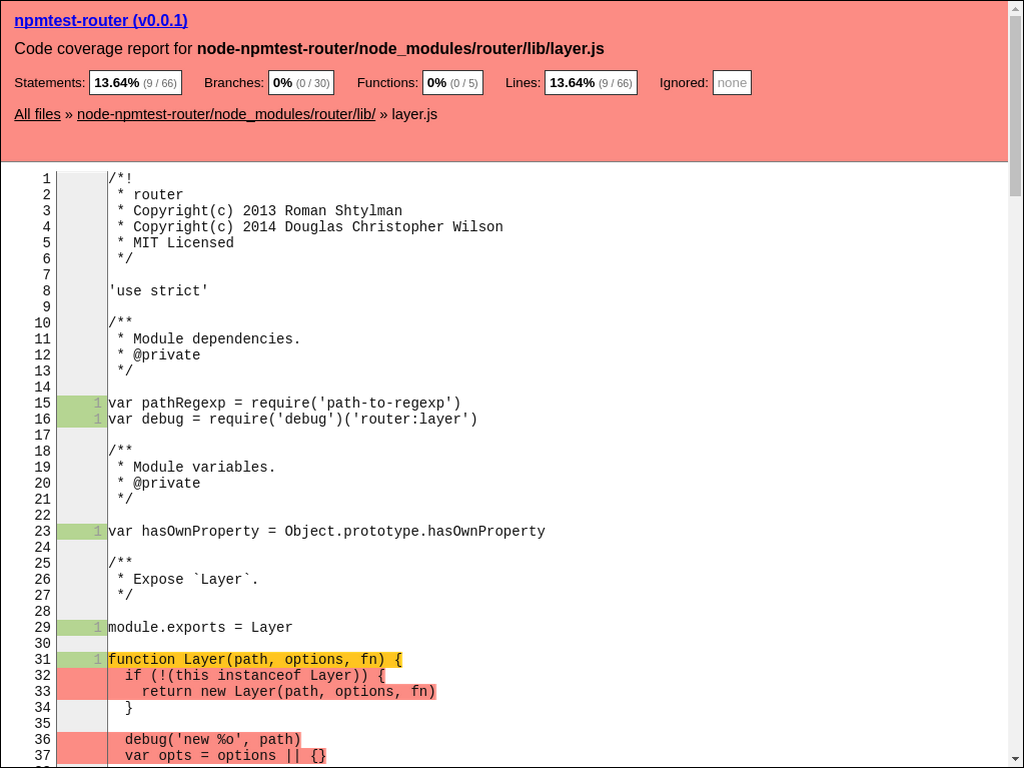 npmtest-router (v0.0.1)
Code coverage report for node-npmtest-router/node_modules/router/lib/layer.js
Statements: 13.64% (9 / 66) Branches: 0% (0 / 30) Functions: 0% (0 / 5) Lines: 13.64% (9 / 66) Ignored: none
All files » node-npmtest-router/node_modules/router/lib/ » layer.js
1 /*!
2  * router
3  * Copyright(c) 2013 Roman Shtylman
4  * Copyright(c) 2014 Douglas Christopher Wilson
5  * MIT Licensed
6  */
7
8 'use strict'
9
10 /**
11  * Module dependencies.
12  * @private
13  */
14
15 1 var pathRegexp = require('path-to-regexp')
16 1 var debug = require('debug')('router:layer')
17
18 /**
19  * Module variables.
20  * @private
21  */
22
23 1 var hasOwnProperty = Object.prototype.hasOwnProperty
24
25 /**
26  * Expose `Layer`.
27  */
28
29 1 module.exports = Layer
30
31 1 function Layer(path, options, fn) {
32   if (!(this instanceof Layer)) {
33     return new Layer(path, options, fn)
34   }
35
36   debug('new %o', path)
37   var opts = options || {}